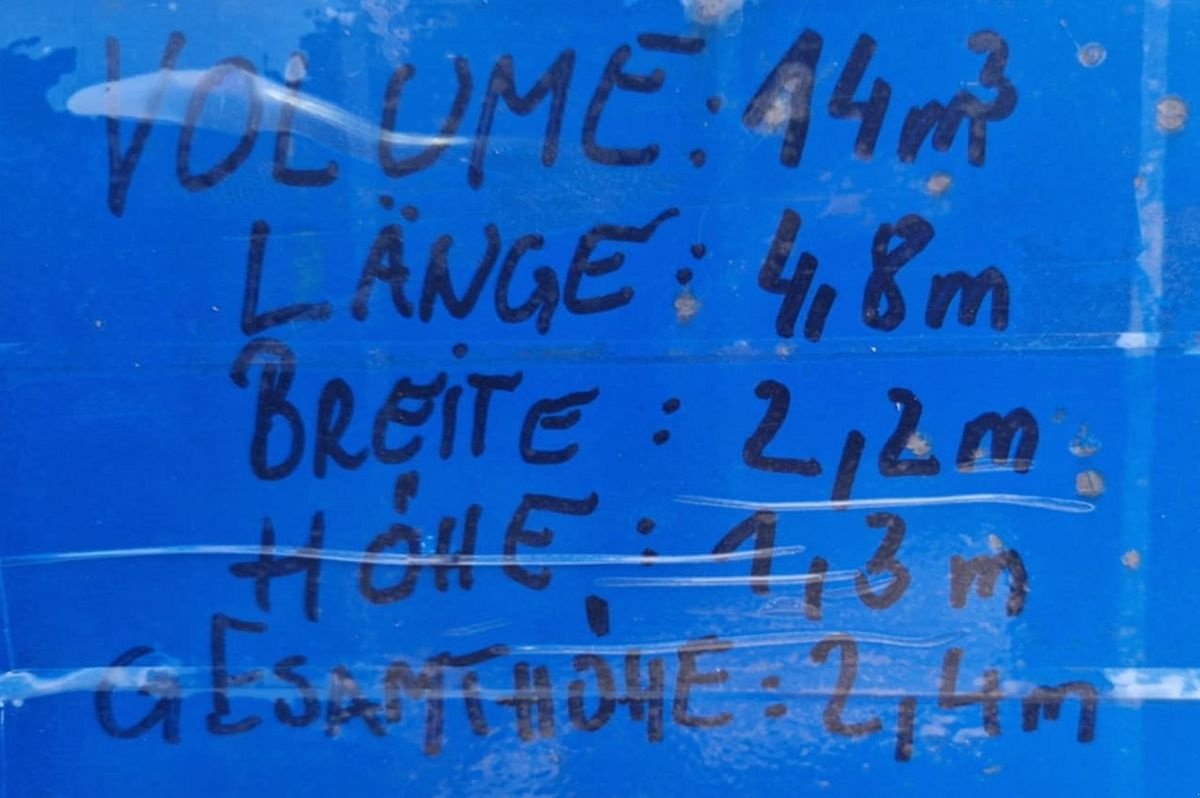 VOLUME: 14m³
LÄNGE: 4,8m
BREITE: 2,2m
HÖHE: 1,3m
GESAMTHÖHE: 2,4m